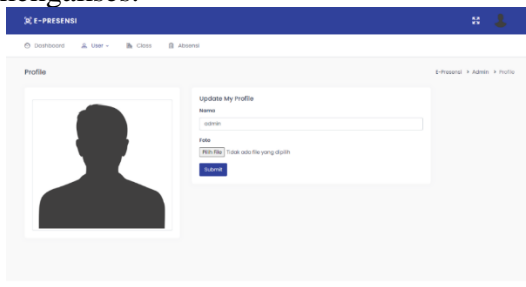 mengakses.
E-PRESENSI
Dashboard User Class Absensi
Profile
E-Presensi Admin Profile
Update My Profile
Nama
admin
Foto
Pilih File Tidak ada file yang dipilih
Submit